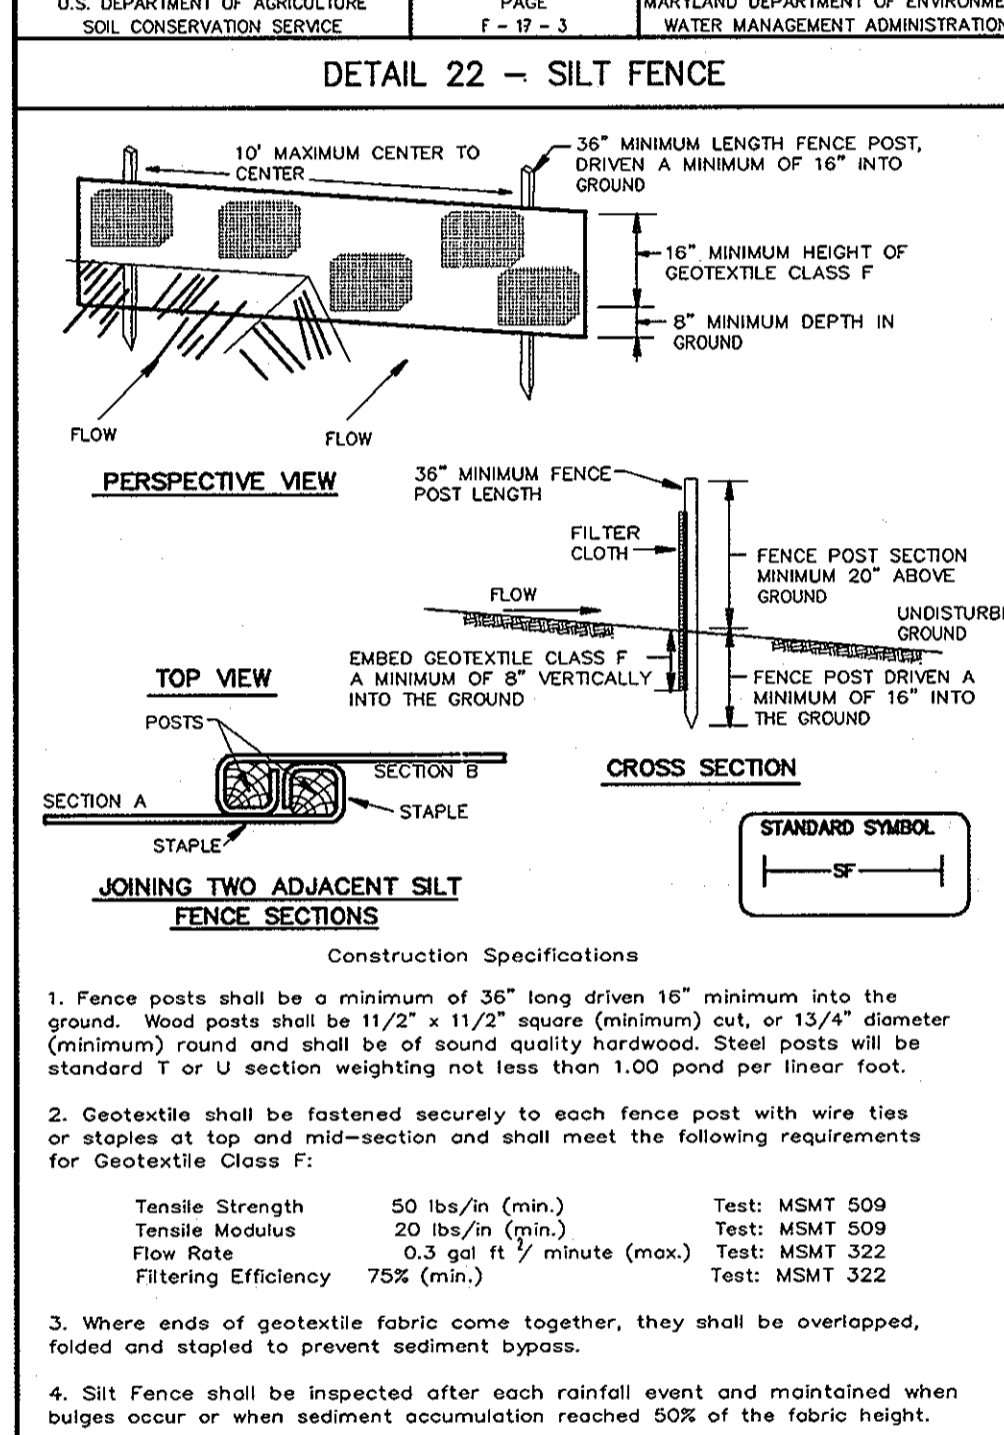 U.S. DEPARTMENT OF AGRICULTURE
SOIL CONSERVATION SERVICE
PAGE
F - 17 - 3
MARYLAND DEPARTMENT OF ENVIRONME
WATER MANAGEMENT ADMINISTRATION
DETAIL 22 - SILT FENCE
10' MAXIMUM CENTER TO
CENTER
36" MINIMUM LENGTH FENCE POST,
DRIVEN A MINIMUM OF 16" INTO
GROUND
16" MINIMUM HEIGHT OF
GEOTEXTILE CLASS F
8" MINIMUM DEPTH IN
GROUND
FLOW
FLOW
PERSPECTIVE VIEW
36" MINIMUM FENCE
POST LENGTH
FILTER
CLOTH
FENCE POST SECTION
MINIMUM 20" ABOVE
GROUND
FLOW
UNDISTURBE
GROUND
EMBED GEOTEXTILE CLASS F
A MINIMUM OF 8" VERTICALLY
INTO THE GROUND
FENCE POST DRIVEN A
MINIMUM OF 16" INTO
THE GROUND
TOP VIEW
POSTS
SECTION B
SECTION A
STAPLE
STAPLE
CROSS SECTION
JOINING TWO ADJACENT SILT
FENCE SECTIONS
STANDARD SYMBOL
SF
Construction Specifications
1. Fence posts shall be a minimum of 36" long driven 16" minimum into the
ground. Wood posts shall be 11/2" x 11/2" square (minimum) cut, or 13/4" diameter
(minimum) round and shall be of sound quality hardwood. Steel posts will be
standard T or U section weighting not less than 1.00 pond per linear foot.
2. Geotextile shall be fastened securely to each fence post with wire ties
or staples at top and mid-section and shall meet the following requirements
for Geotextile Class F:
Tensile Strength 50 lbs/in (min.) Test: MSMT 509
Tensile Modulus 20 lbs/in (min.) Test: MSMT 509
Flow Rate 0.3 gal ft ²/ minute (max.) Test: MSMT 322
Filtering Efficiency 75% (min.) Test: MSMT 322
3. Where ends of geotextile fabric come together, they shall be overlapped,
folded and stapled to prevent sediment bypass.
4. Silt Fence shall be inspected after each rainfall event and maintained when
bulges occur or when sediment accumulation reached 50% of the fabric height.